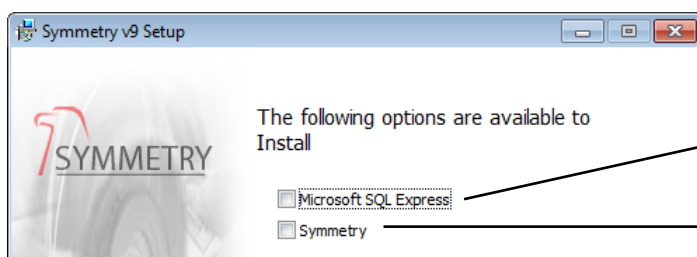 Symmetry v9 Setup
SYMMETRY
The following options are available to
Install
Microsoft SQL Express
Symmetry